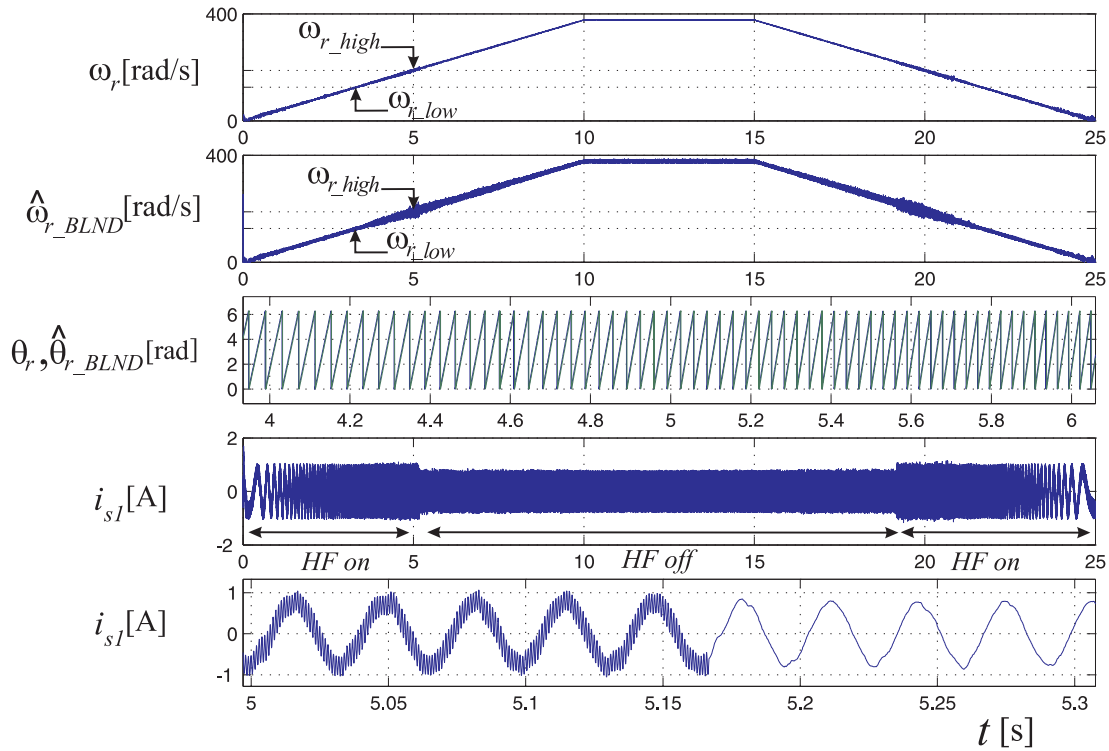 400
ω_r_high
ω_r[rad/s]
ω_r_low
0
0 5 10 15 20 25
400
ω_r_high
ω̂_r_BLND[rad/s]
ω_r_low
0
0 5 10 15 20 25
6
4
θ_r,θ̂_r_BLND[rad]
2
0
4 4.2 4.4 4.6 4.8 5 5.2 5.4 5.6 5.8 6
2
i_s1[A]
0
-2
HF on HF off HF on
0 5 10 15 20 25
1
i_s1[A]
0
-1
5 5.05 5.1 5.15 5.2 5.25 5.3
t [s]